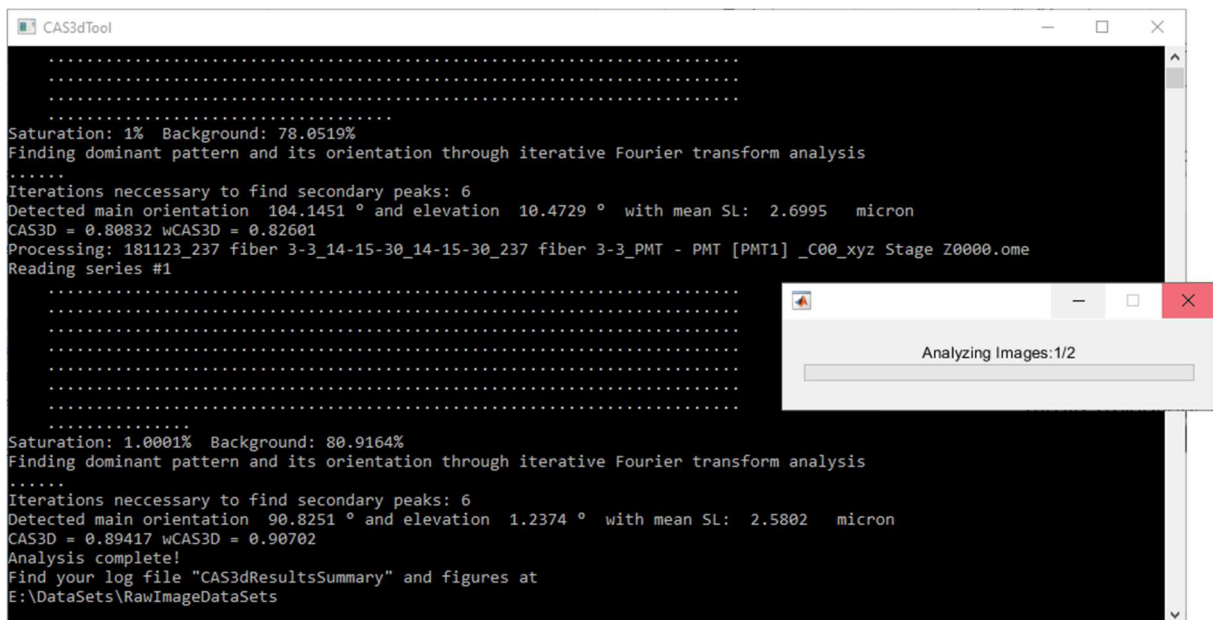 CAS3dTool
........................................................................
........................................................................
........................................................................
....................................
Saturation: 1%  Background: 78.0519%
Finding dominant pattern and its orientation through iterative Fourier transform analysis
......
Iterations neccessary to find secondary peaks: 6
Detected main orientation  104.1451 º and elevation  10.4729 º  with mean SL:  2.6995   micron
CAS3D = 0.80832 wCAS3D = 0.82601
Processing: 181123_237 fiber 3-3_14-15-30_14-15-30_237 fiber 3-3_PMT - PMT [PMT1] _C00_xyz Stage Z0000.ome
Reading series #1
........................................................................
........................................................................
........................................................................
........................................................................
........................................................................
........................................................................
........................................................................
...............
Saturation: 1.0001%  Background: 80.9164%
Finding dominant pattern and its orientation through iterative Fourier transform analysis
......
Iterations neccessary to find secondary peaks: 6
Detected main orientation  90.8251 º and elevation  1.2374 º  with mean SL:  2.5802   micron
CAS3D = 0.89417 wCAS3D = 0.90702
Analysis complete!
Find your log file "CAS3dResultsSummary" and figures at
E:\DataSets\RawImageDataSets
Analyzing Images:1/2